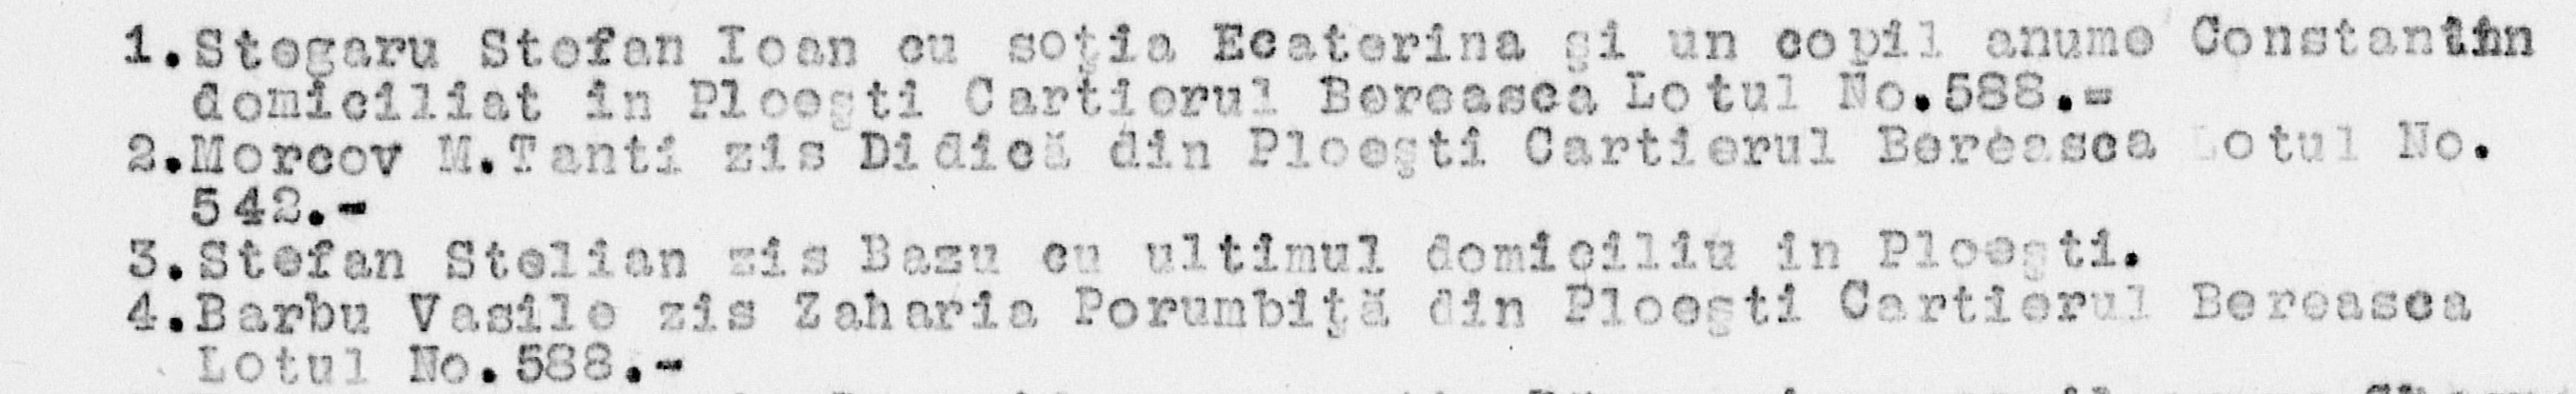 1.Stegaru Stefan Ioan cu soţia Ecaterina şi un copil anume Constantin
domiciliat in Ploeşti Cartierul Bereasca Lotul No.588.=
2.Morcov M.Tanti zis Didică din Ploeşti Cartierul Bereasca Lotul No.
542.-
3.Stefan Stelian zis Bazu cu ultimul domiciliu in Ploeşti.
4.Barbu Vasile zis Zaharia Porumbiţă din Ploeşti Cartierul Bereasca
Lotul No.588.-